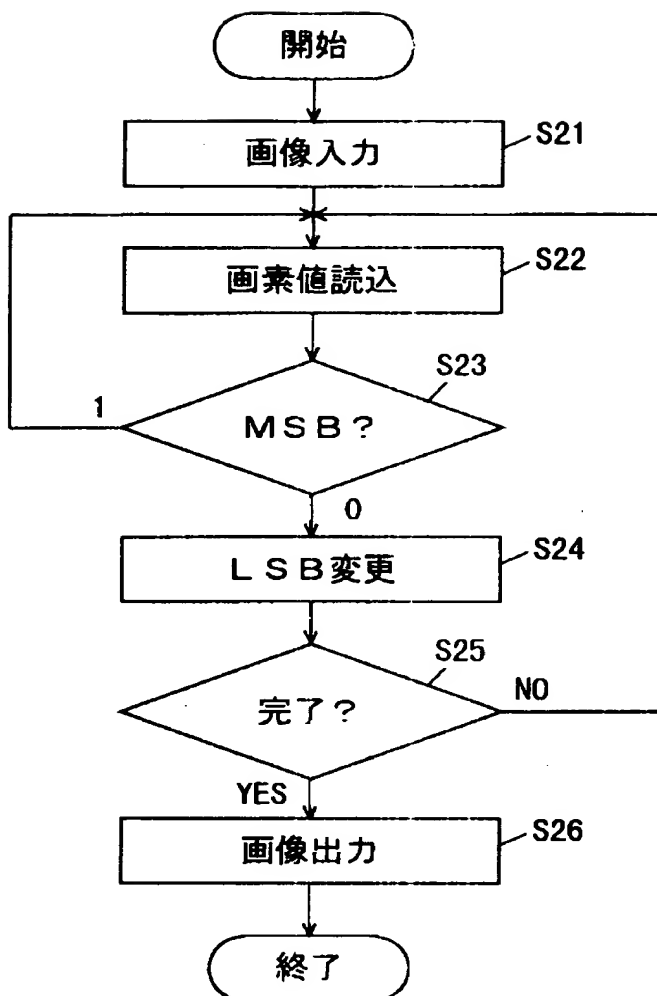 開始
画像入力
S21
画素値読込
S22
MSB?
S23
1
0
LSB変更
S24
完了?
S25
NO
YES
画像出力
S26
終了